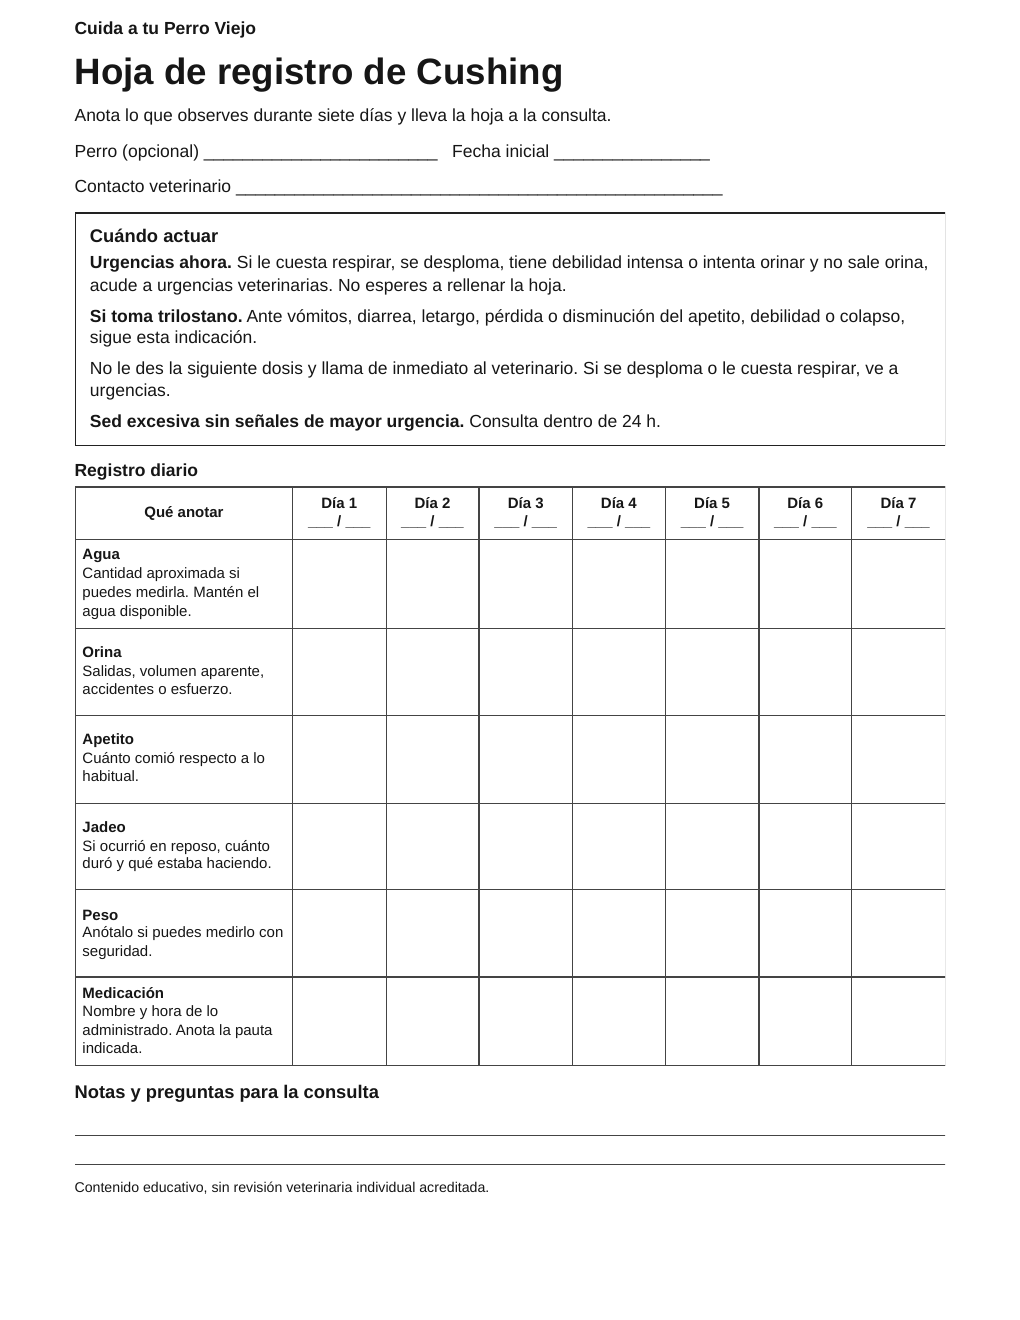 Cuida a tu Perro Viejo
Hoja de registro de Cushing
Anota lo que observes durante siete días y lleva la hoja a la consulta.
Perro (opcional) ________________________ Fecha inicial ________________
Contacto veterinario __________________________________________________
Cuándo actuar
Urgencias ahora. Si le cuesta respirar, se desploma, tiene debilidad intensa o intenta orinar y no sale orina,
acude a urgencias veterinarias. No esperes a rellenar la hoja.
Si toma trilostano. Ante vómitos, diarrea, letargo, pérdida o disminución del apetito, debilidad o colapso,
sigue esta indicación.
No le des la siguiente dosis y llama de inmediato al veterinario. Si se desploma o le cuesta respirar, ve a
urgencias.
Sed excesiva sin señales de mayor urgencia. Consulta dentro de 24 h.
Registro diario
Qué anotar Día 1 Día 2 Día 3 Día 4 Día 5 Día 6 Día 7
___ / ___ ___ / ___ ___ / ___ ___ / ___ ___ / ___ ___ / ___ ___ / ___
Agua
Cantidad aproximada si
puedes medirla. Mantén el
agua disponible.
Orina
Salidas, volumen aparente,
accidentes o esfuerzo.
Apetito
Cuánto comió respecto a lo
habitual.
Jadeo
Si ocurrió en reposo, cuánto
duró y qué estaba haciendo.
Peso
Anótalo si puedes medirlo con
seguridad.
Medicación
Nombre y hora de lo
administrado. Anota la pauta
indicada.
Notas y preguntas para la consulta
Contenido educativo, sin revisión veterinaria individual acreditada.